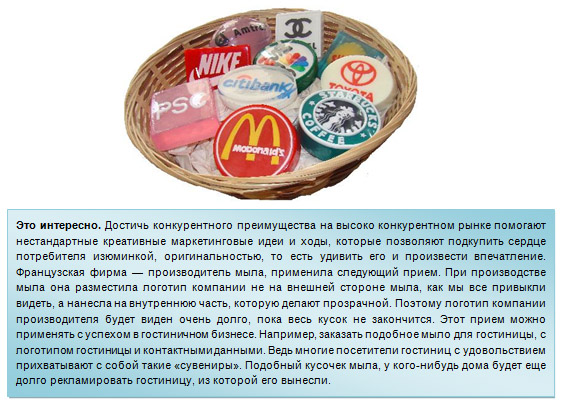 Amtr
CHANEL
NIKE
citibank
TOYOTA
PSC
STARBUCKS
COFFEE
McDonald's
Это интересно. Достичь конкурентного преимущества на высоко конкурентном рынке помогают
нестандартные креативные маркетинговые идеи и ходы, которые позволяют подкупить сердце
потребителя изюминкой, оригинальностью, то есть удивить его и произвести впечатление.
Французская фирма — производитель мыла, применила следующий прием. При производстве
мыла она разместила логотип компании не на внешней стороне мыла, как мы все привыкли
видеть, а нанесла на внутреннюю часть, которую делают прозрачной. Поэтому логотип компании
производителя будет виден очень долго, пока весь кусок не закончится. Этот прием можно
применять с успехом в гостиничном бизнесе. Например, заказать подобное мыло для гостиницы, с
логотипом гостиницы и контактнымиданными. Ведь многие посетители гостиниц с удовольствием
прихватывают с собой такие «сувениры». Подобный кусочек мыла, у кого-нибудь дома будет еще
долго рекламировать гостиницу, из которой его вынесли.